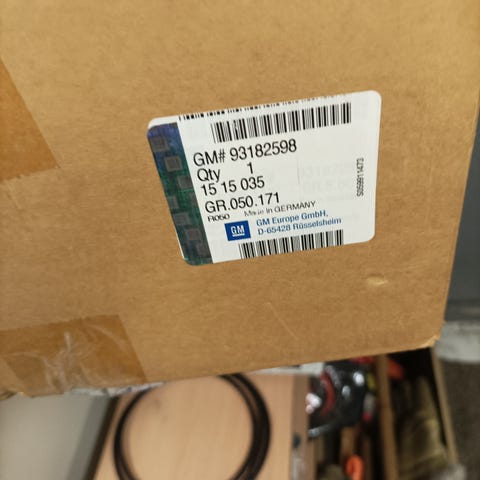 GM# 93182598
Qty 1
15 15 035
GR.050.171
R050 Made in GERMANY
GM
GM Europe GmbH,
D-65428 Rüsselsheim
S059911473